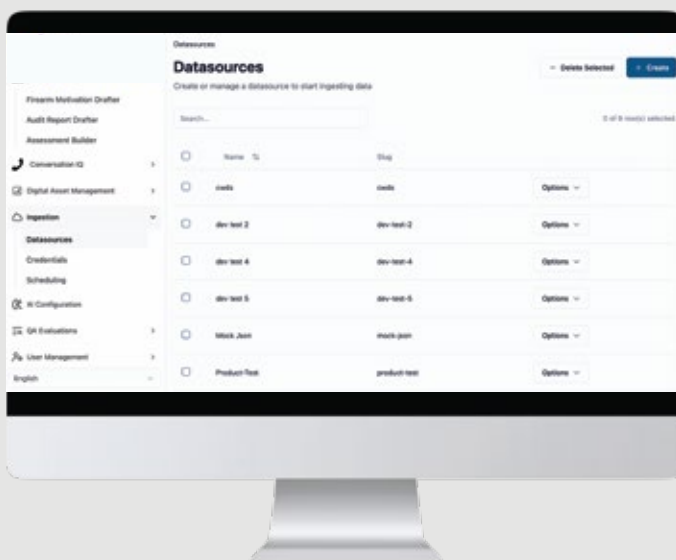 Datasources
Datasources
Create or manage a datasource to start ingesting data
Delete Selected
+ Create
Search...
0 of 9 row(s) selected
Name
Slug
cwds
cwds
Options
dev test 2
dev-test-2
Options
dev test 4
dev-test-4
Options
dev test 5
dev-test-5
Options
Mock Json
mock-json
Options
Product-Test
product-test
Options
Firearm Motivation Drafter
Audit Report Drafter
Assessment Builder
Conversation IQ
Digital Asset Management
Ingestion
Datasources
Credentials
Scheduling
AI Configuration
QA Evaluations
User Management
English